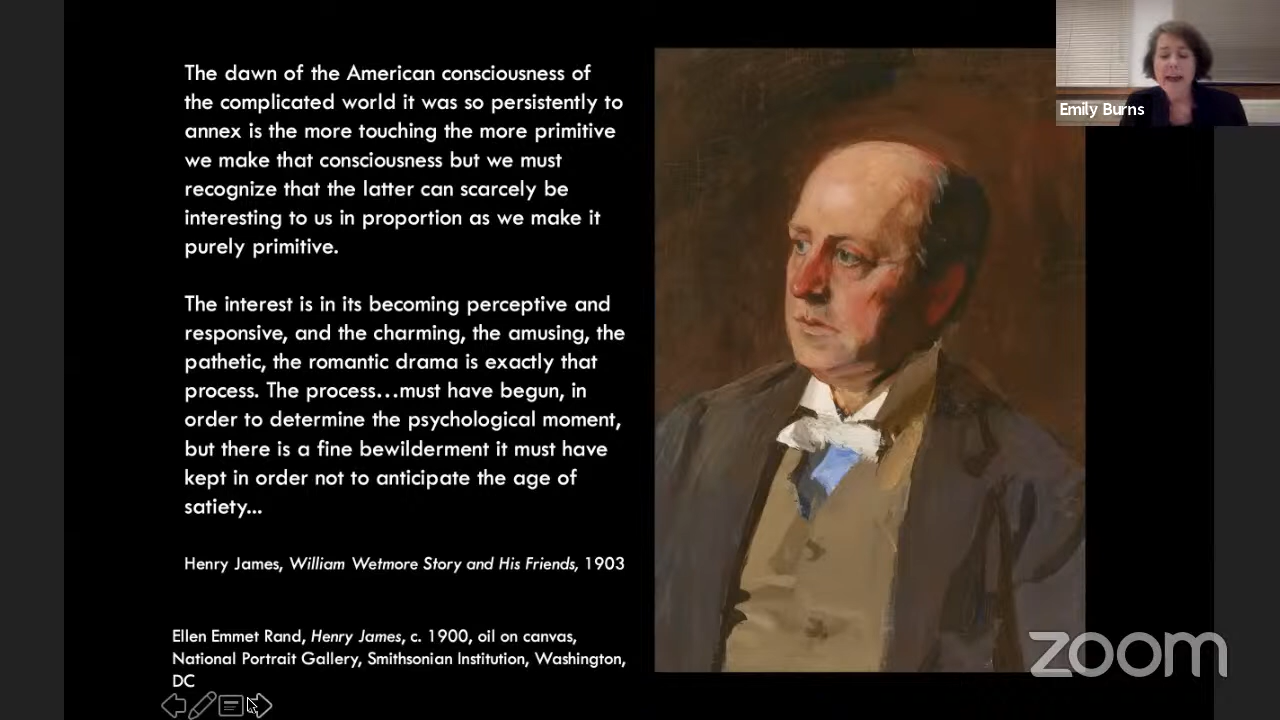 The dawn of the American consciousness of
the complicated world it was so persistently to
annex is the more touching the more primitive
we make that consciousness but we must
recognize that the latter can scarcely be
interesting to us in proportion as we make it
purely primitive.
The interest is in its becoming perceptive and
responsive, and the charming, the amusing, the
pathetic, the romantic drama is exactly that
process. The process…must have begun, in
order to determine the psychological moment,
but there is a fine bewilderment it must have
kept in order not to anticipate the age of
satiety...
Henry James, William Wetmore Story and His Friends, 1903
Ellen Emmet Rand, Henry James, c. 1900, oil on canvas,
National Portrait Gallery, Smithsonian Institution, Washington,
DC
Emily Burns
zoom